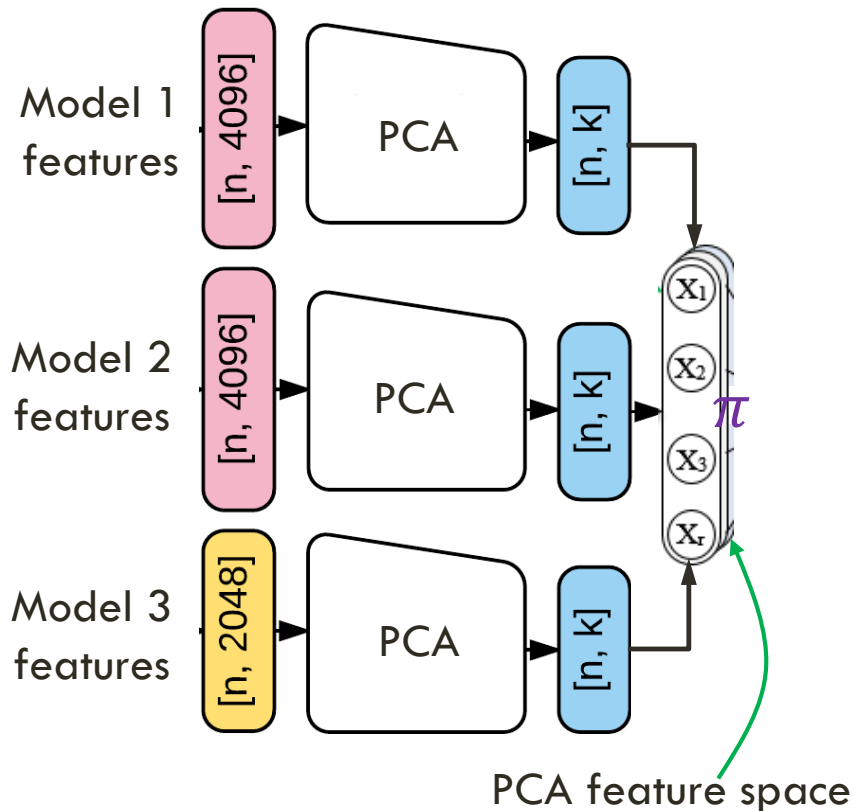 Model 1
features
[n, 4096]
PCA
[n, k]
Model 2
features
[n, 4096]
PCA
[n, k]
Model 3
features
[n, 2048]
PCA
[n, k]
X₁
X₂
X₃
Xᵣ
π
PCA feature space